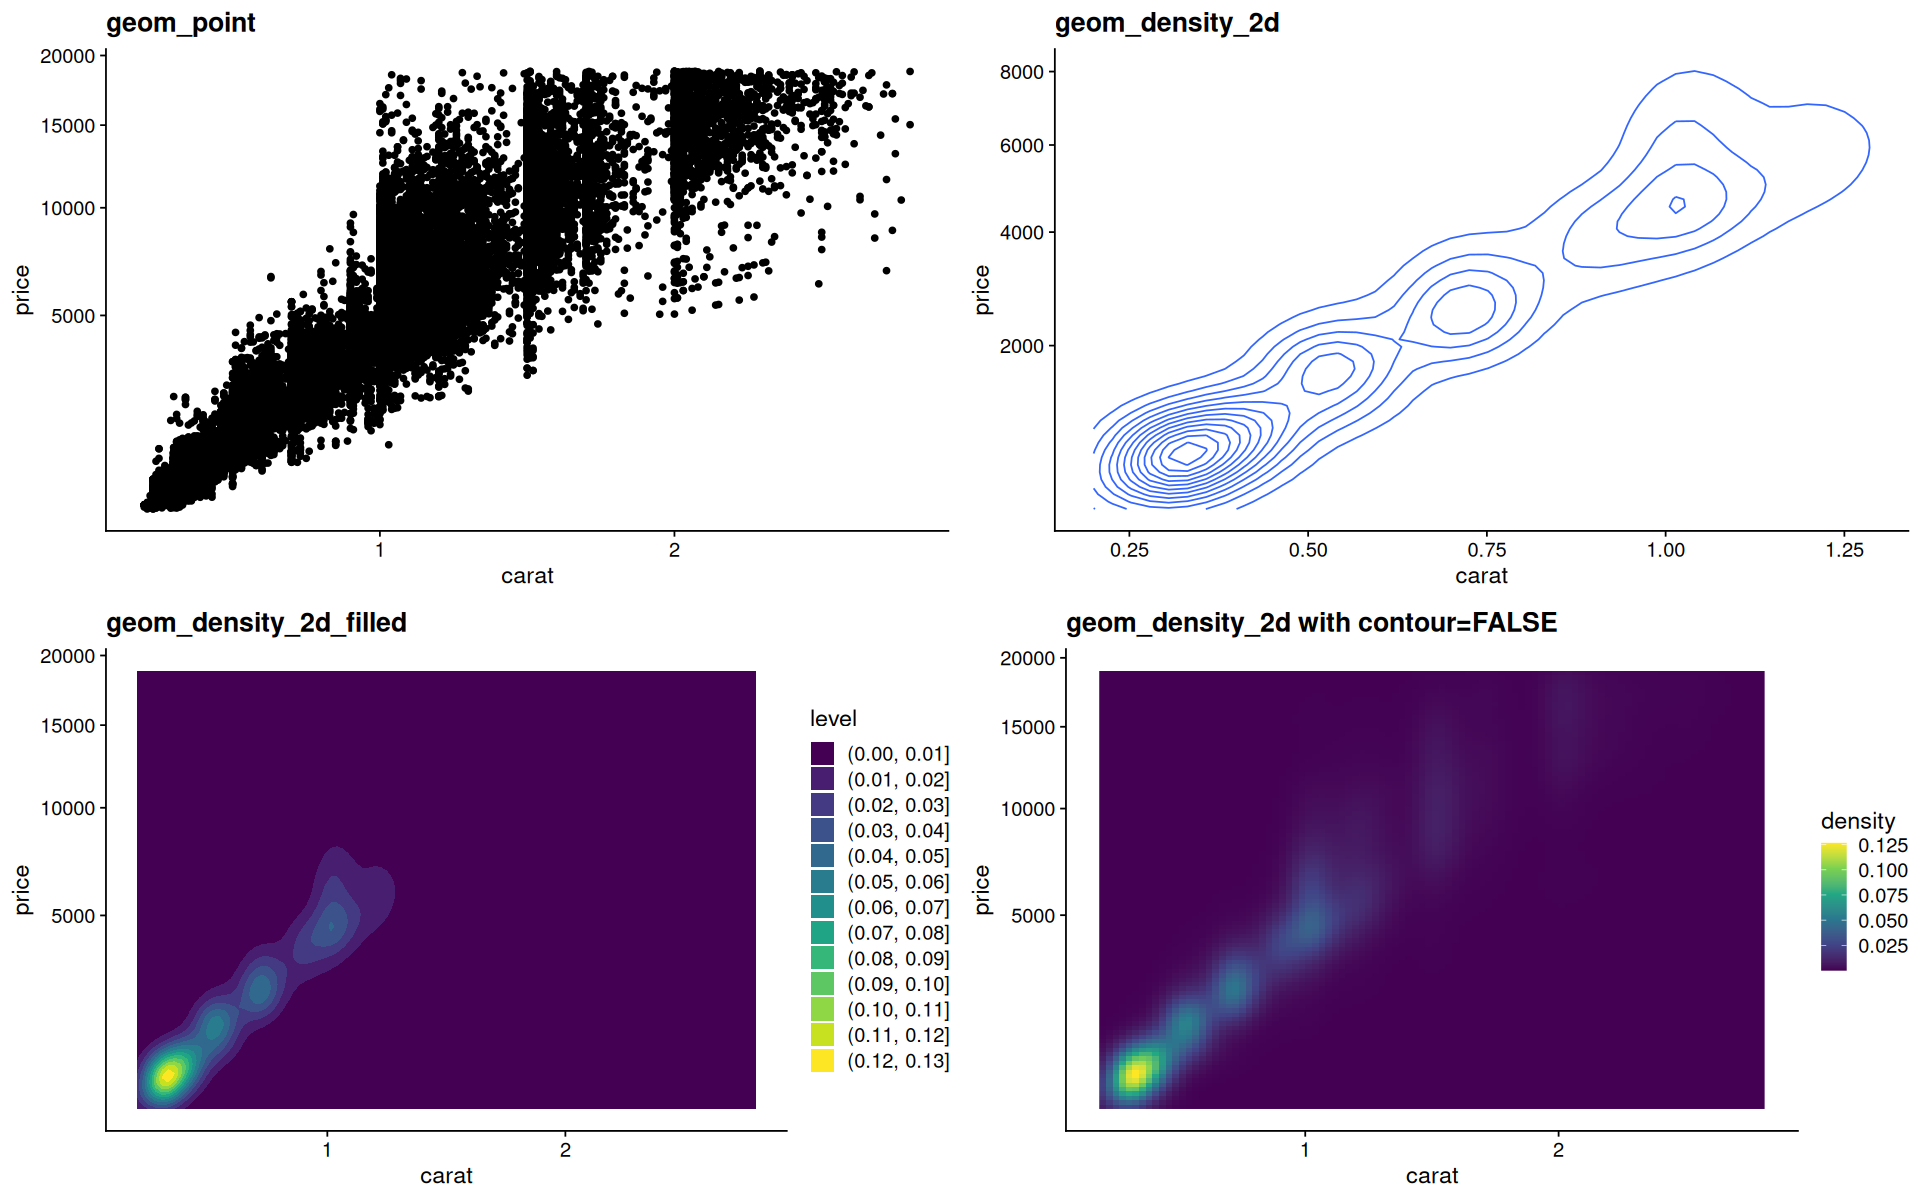 geom_point
20000
15000
10000
5000
price
1 2
carat
geom_density_2d
8000
6000
4000
2000
price
0.25 0.50 0.75 1.00 1.25
carat
geom_density_2d_filled
20000
15000
10000
5000
price
1 2
carat
level
(0.00, 0.01]
(0.01, 0.02]
(0.02, 0.03]
(0.03, 0.04]
(0.04, 0.05]
(0.05, 0.06]
(0.06, 0.07]
(0.07, 0.08]
(0.08, 0.09]
(0.09, 0.10]
(0.10, 0.11]
(0.11, 0.12]
(0.12, 0.13]
geom_density_2d with contour=FALSE
20000
15000
10000
5000
price
1 2
carat
density
0.125
0.100
0.075
0.050
0.025